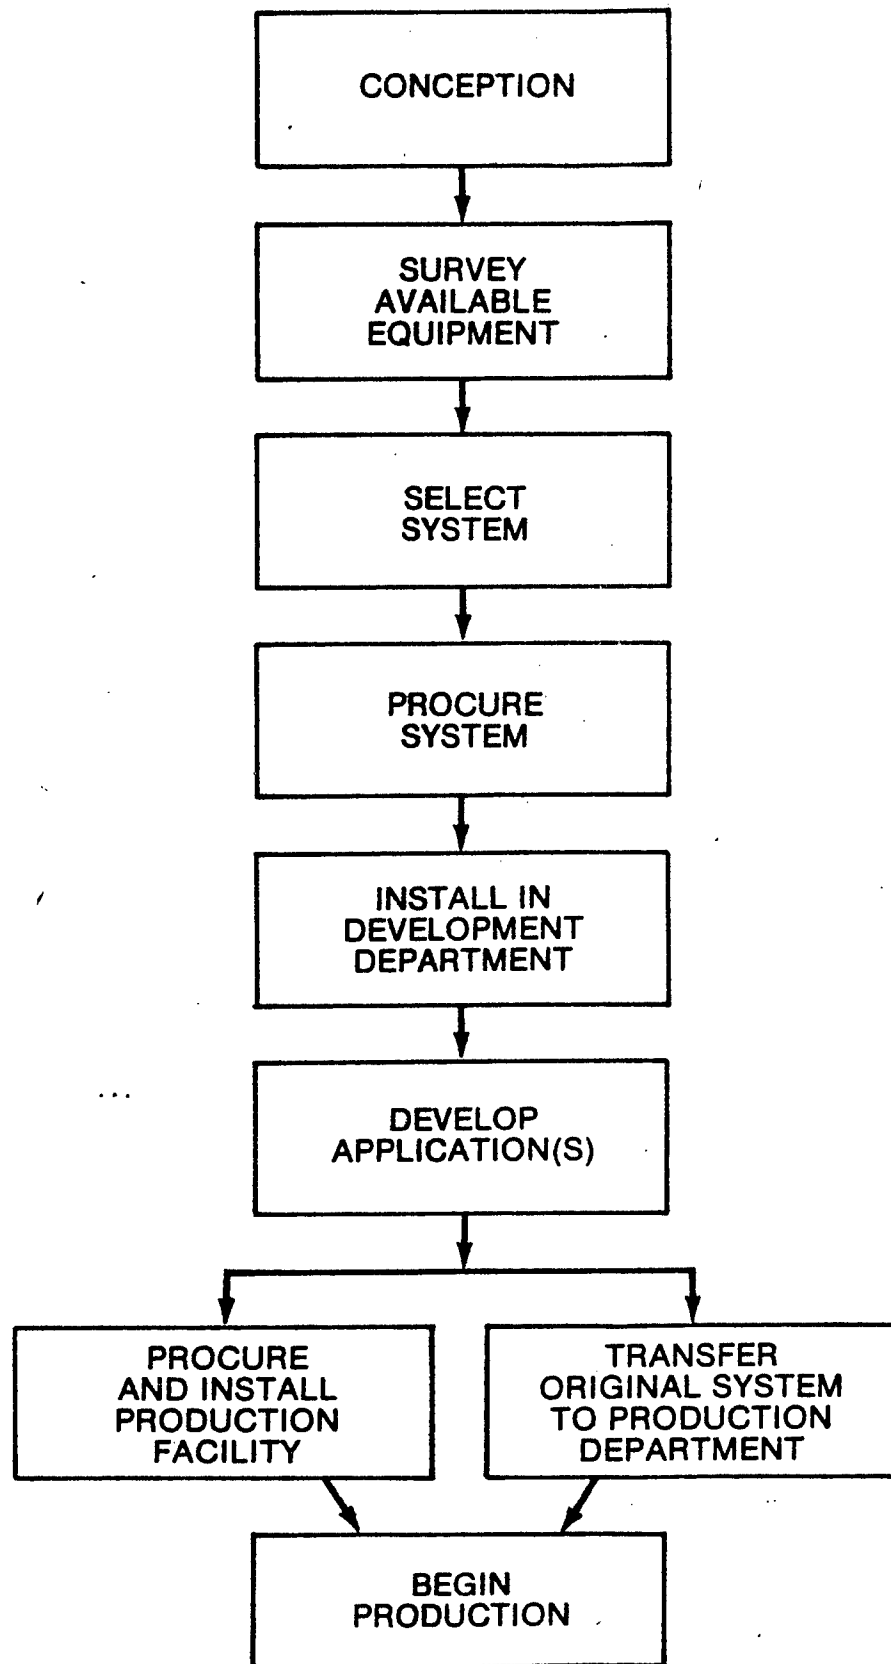 CONCEPTION
SURVEY
AVAILABLE
EQUIPMENT
SELECT
SYSTEM
PROCURE
SYSTEM
INSTALL IN
DEVELOPMENT
DEPARTMENT
DEVELOP
APPLICATION(S)
PROCURE
AND INSTALL
PRODUCTION
FACILITY
TRANSFER
ORIGINAL SYSTEM
TO PRODUCTION
DEPARTMENT
BEGIN
PRODUCTION